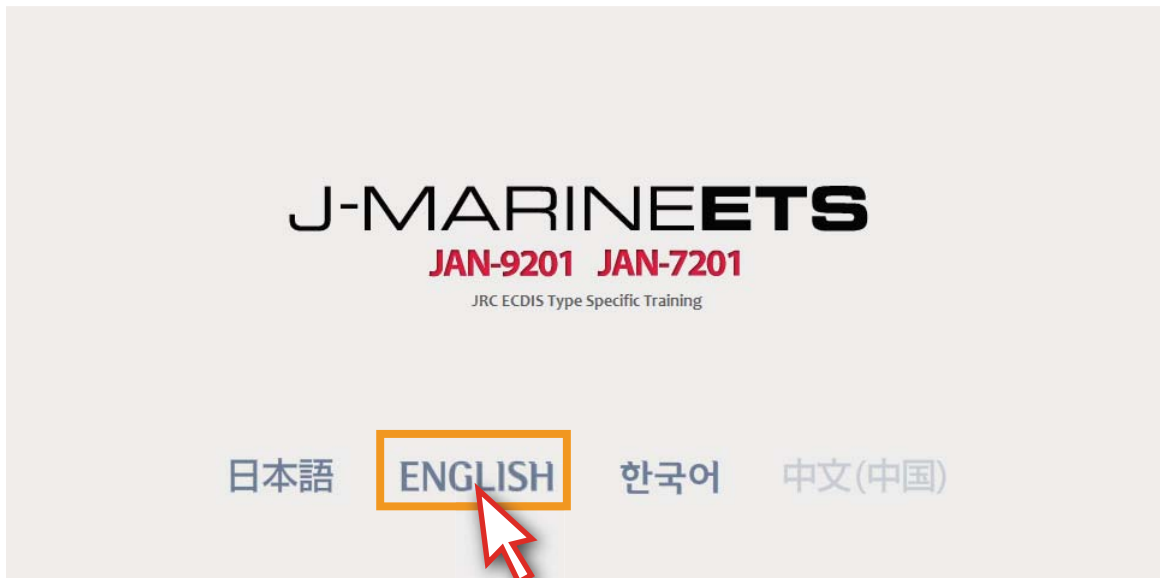 J-MARINEETS
JAN-9201 JAN-7201
JRC ECDIS Type Specific Training
日本語 ENGLISH 한국어 中文(中国)